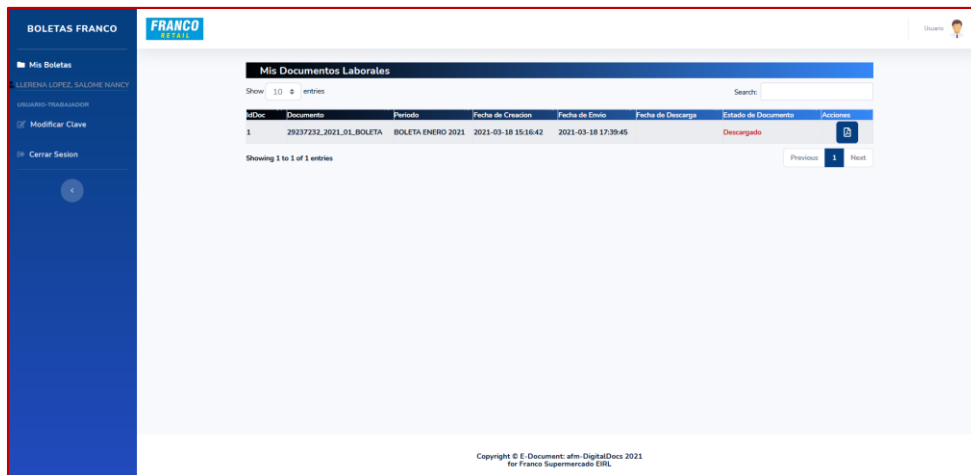 BOLETAS FRANCO
FRANCO
RETAIL
Usuario
Mis Boletas
LLERENA LOPEZ, SALOME NANCY
USUARIO-TRABAJADOR
Modificar Clave
Cerrar Sesion
Mis Documentos Laborales
Show 10 entries
Search:
IdDoc Documento Periodo Fecha de Creacion Fecha de Envio Fecha de Descarga Estado de Documento Acciones
1 29237232_2021_01_BOLETA BOLETA ENERO 2021 2021-03-18 15:16:42 2021-03-18 17:39:45 Descargado
Showing 1 to 1 of 1 entries
Previous 1 Next
Copyright © E-Document: afm-DigitalDocs 2021
for Franco Supermercado EIRL